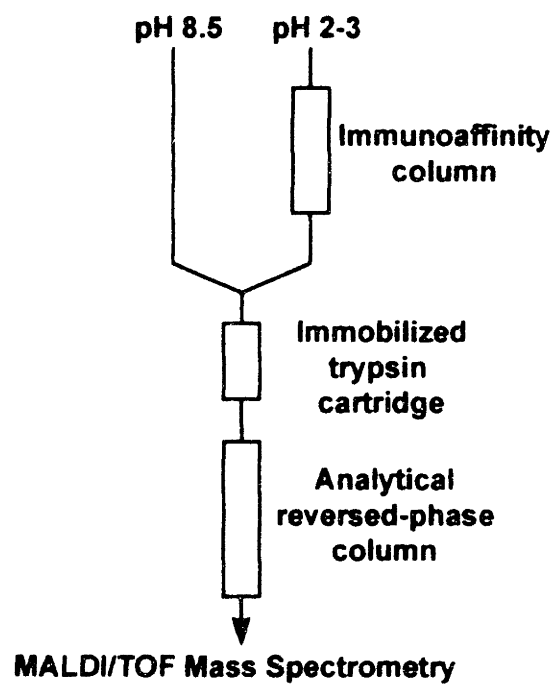 pH 8.5 pH 2-3
Immunoaffinity
column
Immobilized
trypsin
cartridge
Analytical
reversed-phase
column
MALDI/TOF Mass Spectrometry